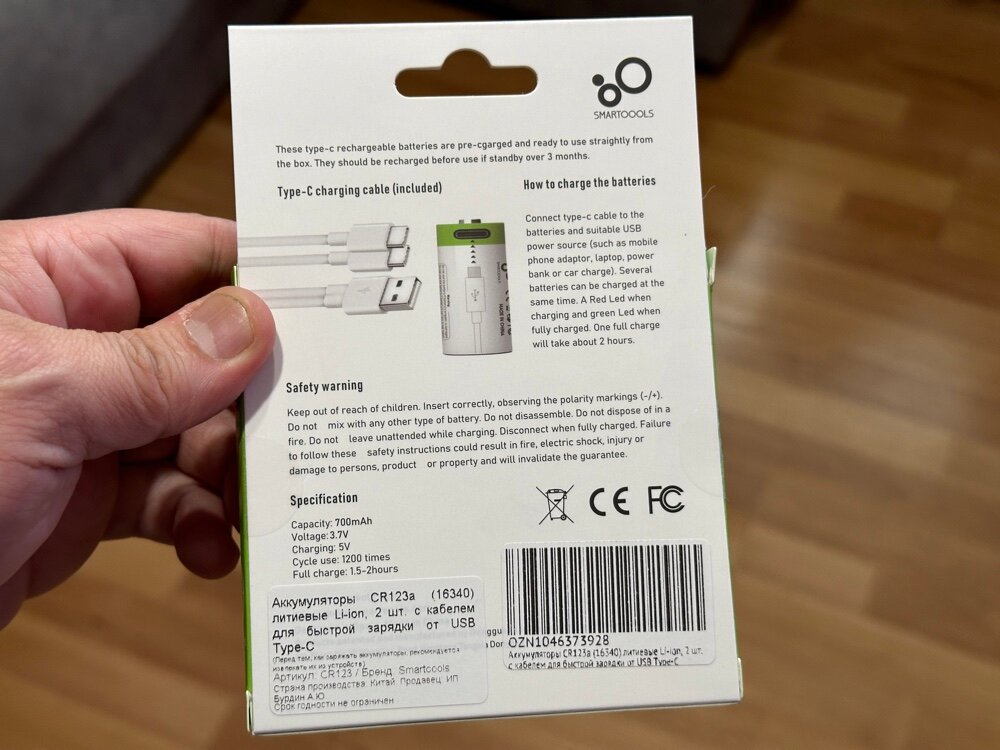 SMARTOOOLS
These type-c rechargeable batteries are pre-cgarged and ready to use straightly from
the box. They should be recharged before use if standby over 3 months.
Type-C charging cable (included)
How to charge the batteries
Connect type-c cable to the
batteries and suitable USB
power source (such as mobile
phone adaptor, laptop, power
bank or car charge). Several
batteries can be charged at the
same time. A Red Led when
charging and green Led when
fully charged. One full charge
will take about 2 hours.
Safety warning
Keep out of reach of children. Insert correctly, observing the polarity markings (-/+).
Do not mix with any other type of battery. Do not disassemble. Do not dispose of in a
fire. Do not leave unattended while charging. Disconnect when fully charged. Failure
to follow these safety instructions could result in fire, electric shock, injury or
damage to persons, product or property and will invalidate the guarantee.
Specification
Capacity: 700mAh
Voltage:3.7V
Charging: 5V
Cycle use: 1200 times
Full charge: 1.5-2hours
CE FC
Аккумуляторы CR123a (16340)
литиевые Li-ion, 2 шт. с кабелем
для быстрой зарядки от USB
Type-C
(Перед тем, как заряжать аккумуляторы, рекомендуется
извлекать их из устройств)
Артикул: CR123 / Бренд: Smartoools
Страна производства: Китай. Продавец: ИП
Бурдин А.Ю
Срок годности не ограничен
OZN1046373928
Аккумуляторы CR123a (16340) литиевые Li-ion, 2 шт.
с кабелем для быстрой зарядки от USB Type-C